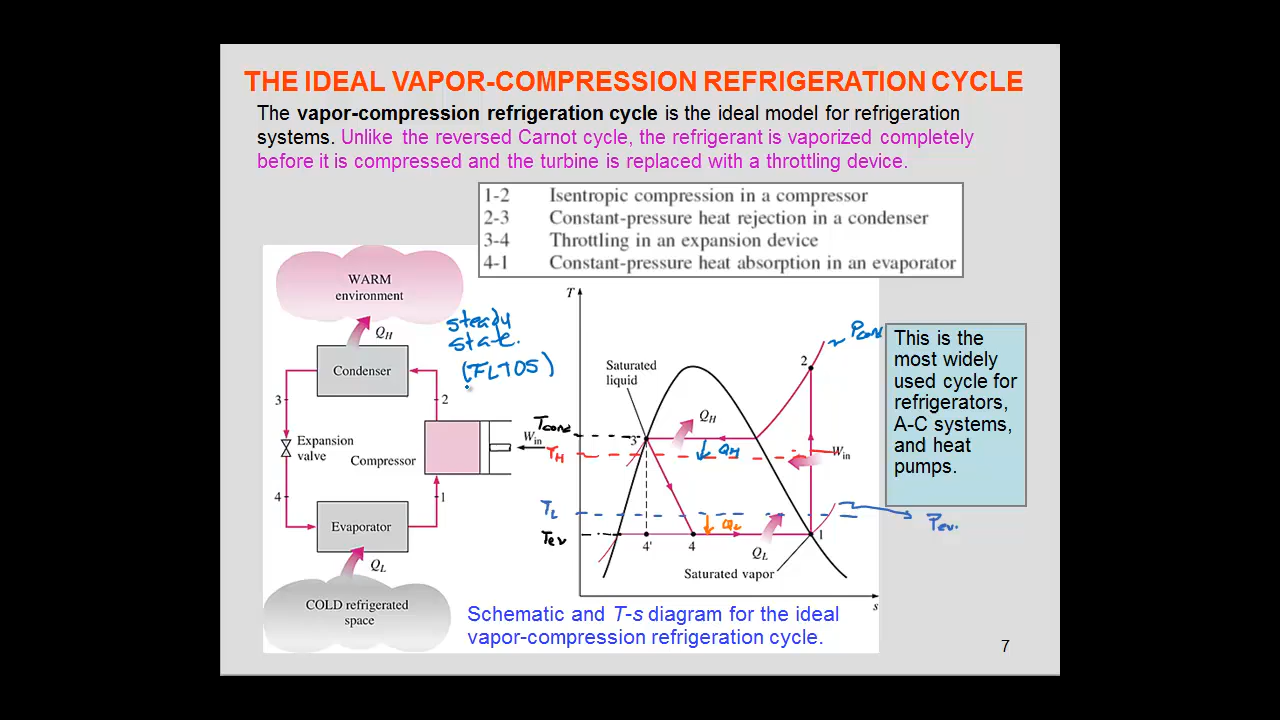 THE IDEAL VAPOR-COMPRESSION REFRIGERATION CYCLE
The vapor-compression refrigeration cycle is the ideal model for refrigeration
systems. Unlike the reversed Carnot cycle, the refrigerant is vaporized completely
before it is compressed and the turbine is replaced with a throttling device.
1-2 Isentropic compression in a compressor
2-3 Constant-pressure heat rejection in a condenser
3-4 Throttling in an expansion device
4-1 Constant-pressure heat absorption in an evaporator
WARM
environment
QH
Condenser
3
2
Expansion
valve
Compressor
Win
4
1
Evaporator
QL
COLD refrigerated
space
steady
state.
(FLTOS)
T
Saturated
liquid
2
Pcond
QH
Tcond
3
QH
TH
Win
TL
QL
Pev.
Tev
4'
4
1
QL
Saturated vapor
s
This is the
most widely
used cycle for
refrigerators,
A-C systems,
and heat
pumps.
Schematic and T-s diagram for the ideal
vapor-compression refrigeration cycle.
7